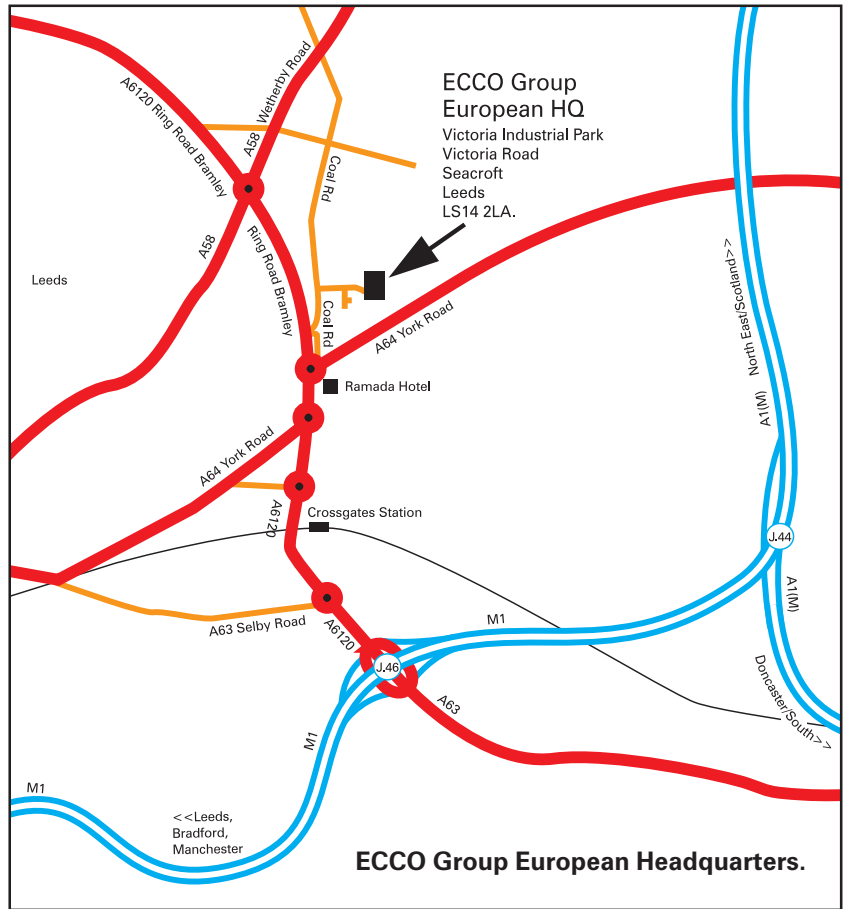 ECCO Group
European HQ
Victoria Industrial Park
Victoria Road
Seacroft
Leeds
LS14 2LA.
A6120 Ring Road Bramley
A58 Wetherby Road
Coal Rd
A58
Leeds
Ring Road Bramley
Coal Rd
A64 York Road
North East/Scotland>>
A1(M)
Ramada Hotel
A64 York Road
A6120
Crossgates Station
J.44
A1(M)
A63 Selby Road
A6120
M1
J.46
A63
Doncaster/South>>
M1
M1
<<Leeds,
Bradford,
Manchester
ECCO Group European Headquarters.